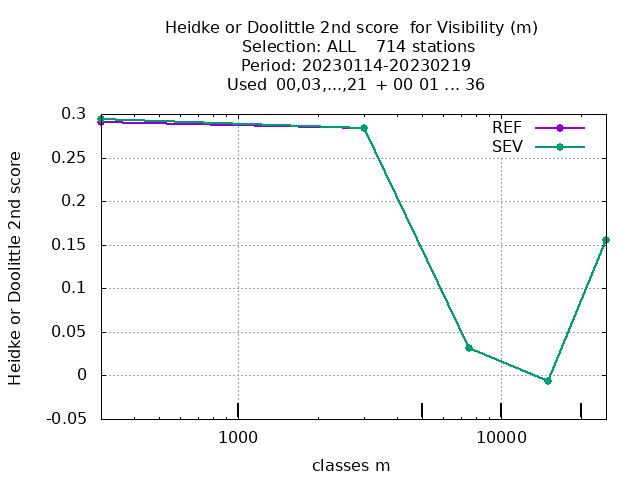 Heidke or Doolittle 2nd score  for Visibility (m)
Selection: ALL    714 stations
Period: 20230114-20230219
Used  00,03,...,21  + 00 01 ... 36
REF
SEV
0.3
0.25
0.2
0.15
0.1
0.05
0
-0.05
Heidke or Doolittle 2nd score
1000
10000
classes m